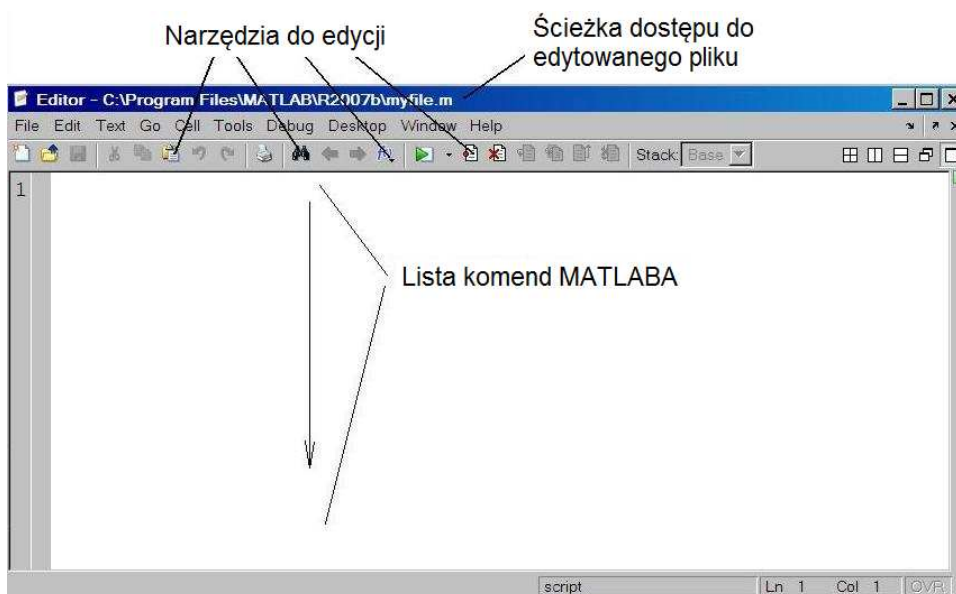 Narzędzia do edycji
Ścieżka dostępu do
edytowanego pliku
Editor - C:\Program Files\MATLAB\R2007b\myfile.m
File Edit Text Go Cell Tools Debug Desktop Window Help
Stack: Base
1
Lista komend MATLABA
script Ln 1 Col 1 OVR